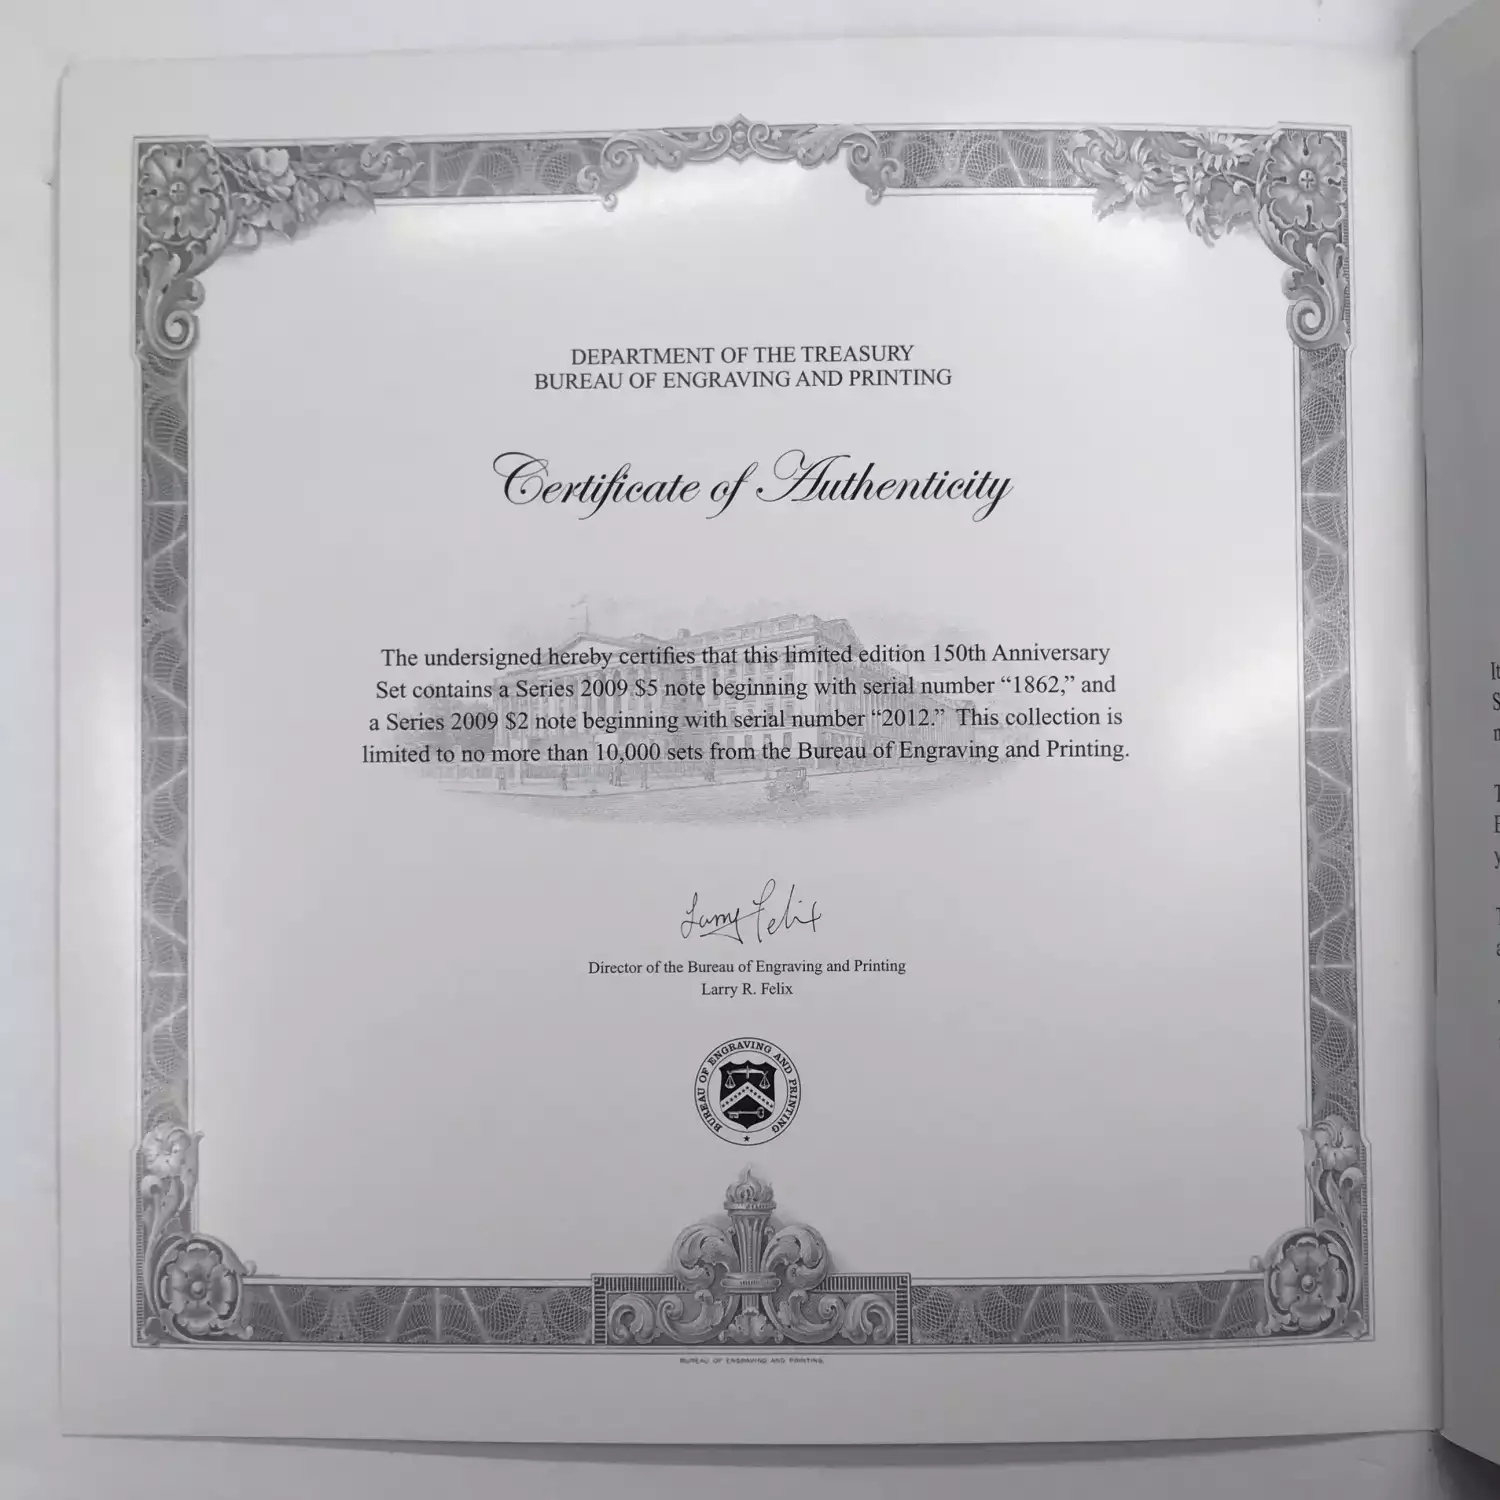 DEPARTMENT OF THE TREASURY
BUREAU OF ENGRAVING AND PRINTING
Certificate of Authenticity
The undersigned hereby certifies that this limited edition 150th Anniversary
Set contains a Series 2009 $5 note beginning with serial number “1862,” and
a Series 2009 $2 note beginning with serial number “2012.” This collection is
limited to no more than 10,000 sets from the Bureau of Engraving and Printing.
Larry Felix
Director of the Bureau of Engraving and Printing
Larry R. Felix
BUREAU OF ENGRAVING AND PRINTING
BUREAU OF ENGRAVING AND PRINTING